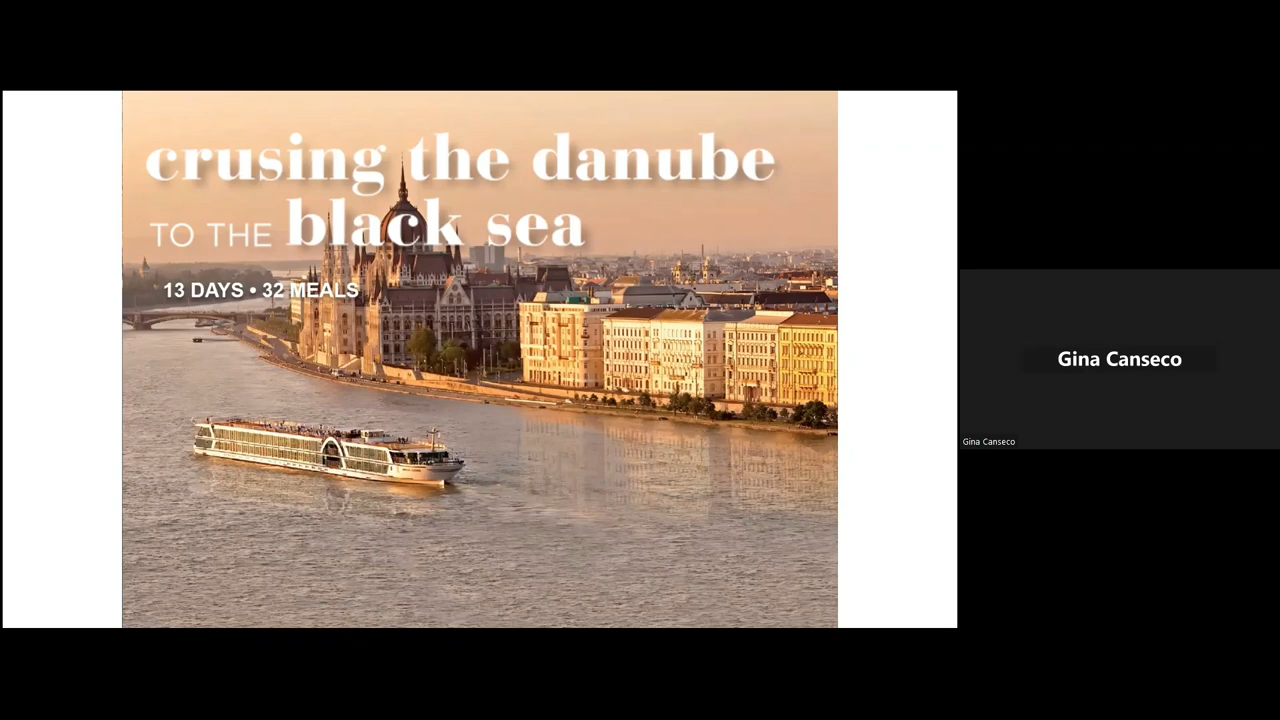 crusing the danube
TO THE black sea
13 DAYS • 32 MEALS
Gina Canseco
Gina Canseco